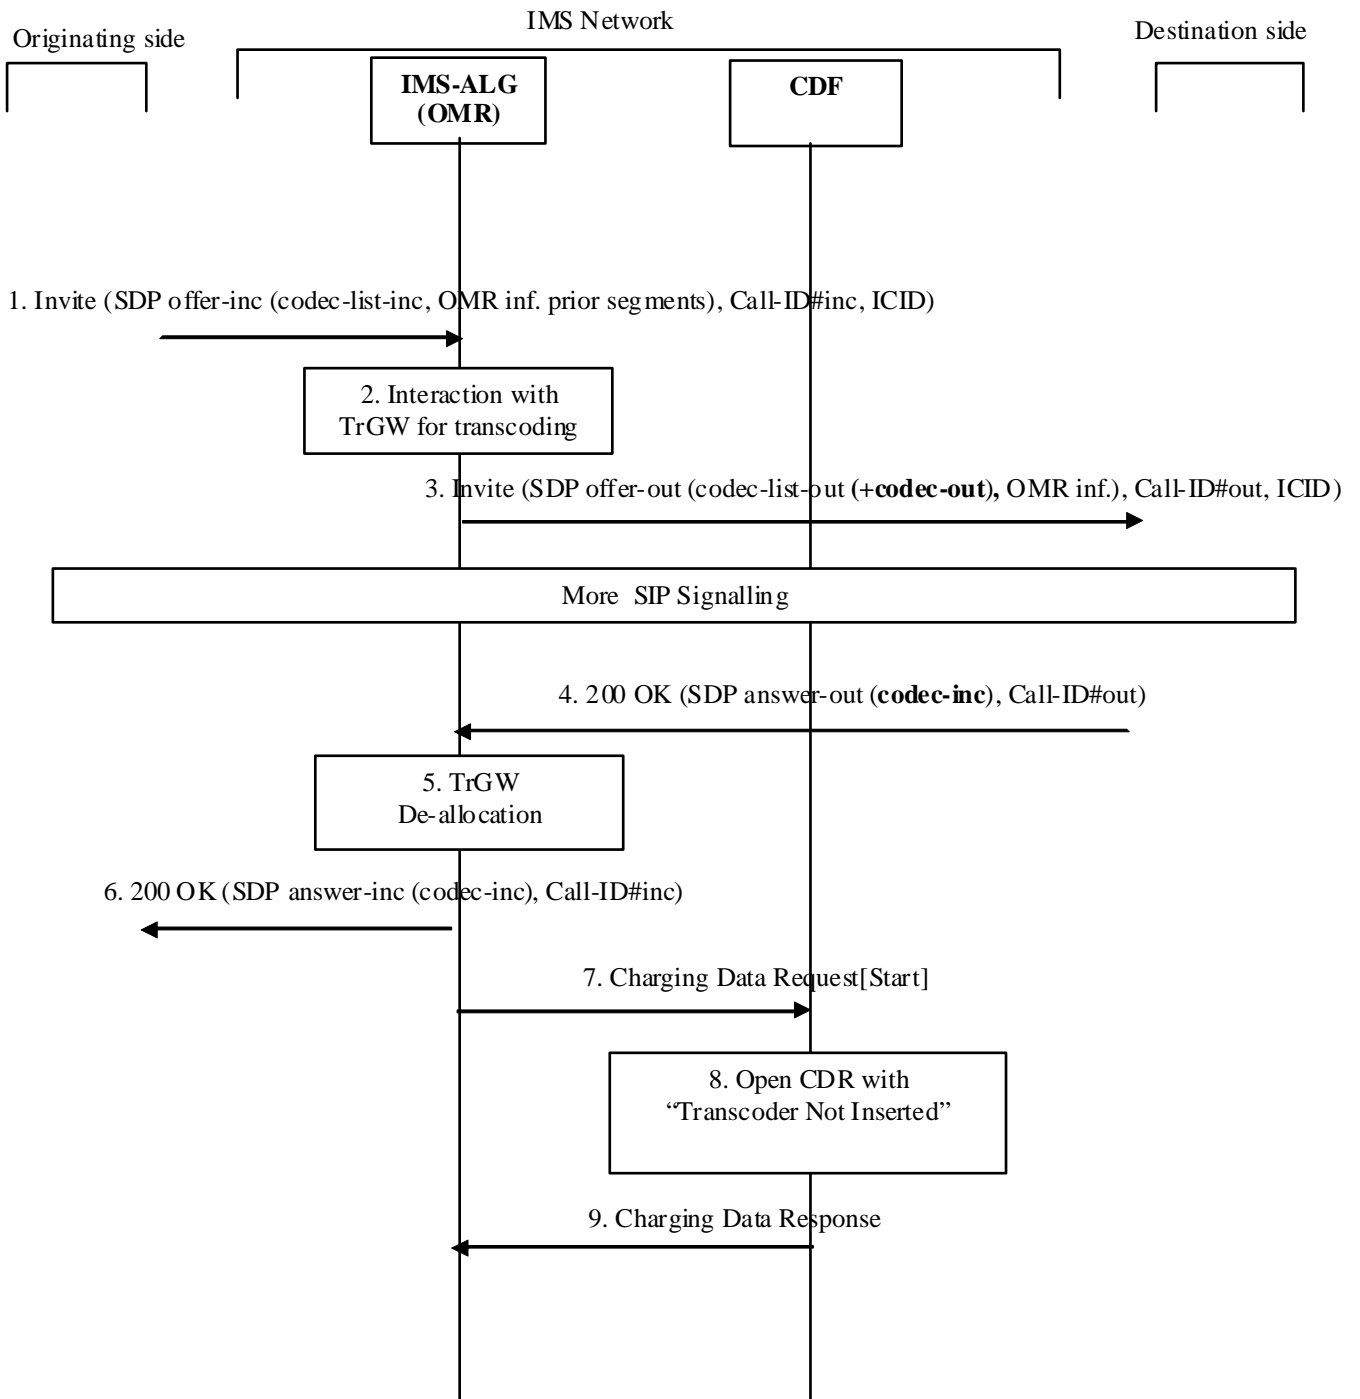 IMS Network
Originating side
Destination side
IMS-ALG
(OMR)
CDF
1. Invite (SDP offer-inc (codec-list-inc, OMR inf. prior segments), Call-ID#inc, ICID)
2. Interaction with
TrGW for transcoding
3. Invite (SDP offer-out (codec-list-out (+codec-out), OMR inf.), Call-ID#out, ICID)
More SIP Signalling
4. 200 OK (SDP answer-out (codec-inc), Call-ID#out)
5. TrGW
De-allocation
6. 200 OK (SDP answer-inc (codec-inc), Call-ID#inc)
7. Charging Data Request[Start]
8. Open CDR with
“Transcoder Not Inserted”
9. Charging Data Response